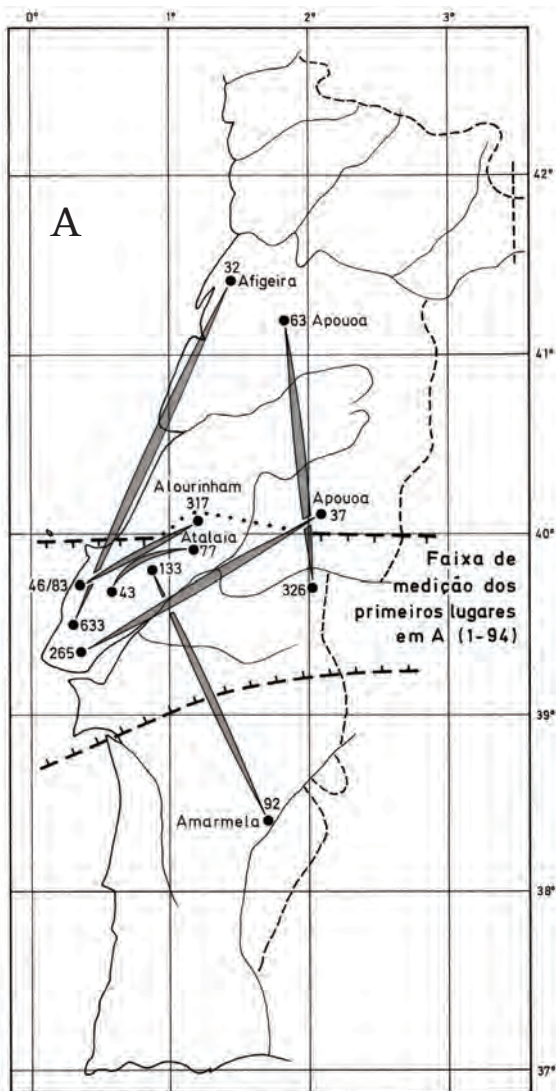 0° 1° 2° 3°
42°
A
32
Afigeira
63 Apouoa
41°
Alourinham
317
Apouoa
37
40°
Atalaia
77
133
46/83
43
326
Faixa de
medição dos
primeiros lugares
em A (1-94)
633
265
39°
92
Amarmela
38°
37°